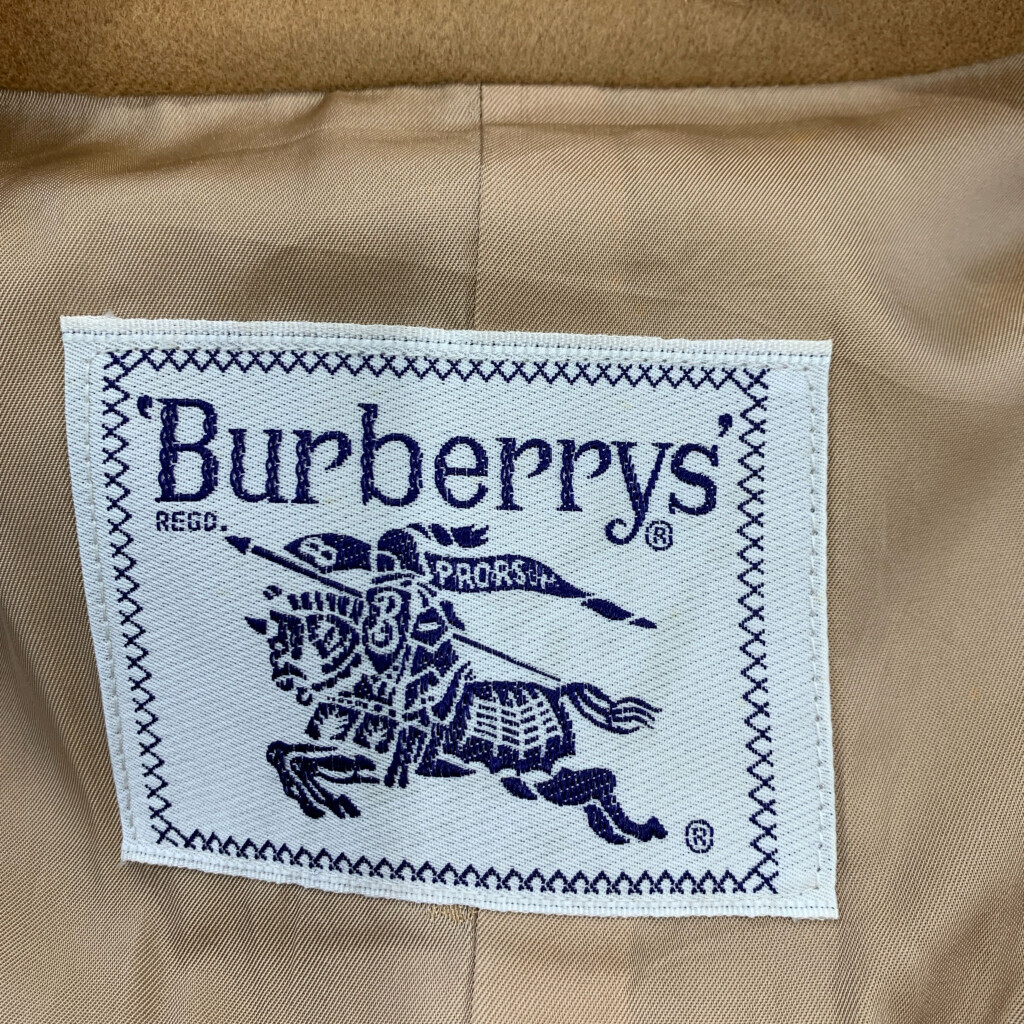 'Burberrys'
REGD. ®
B PRORSUM
B
®